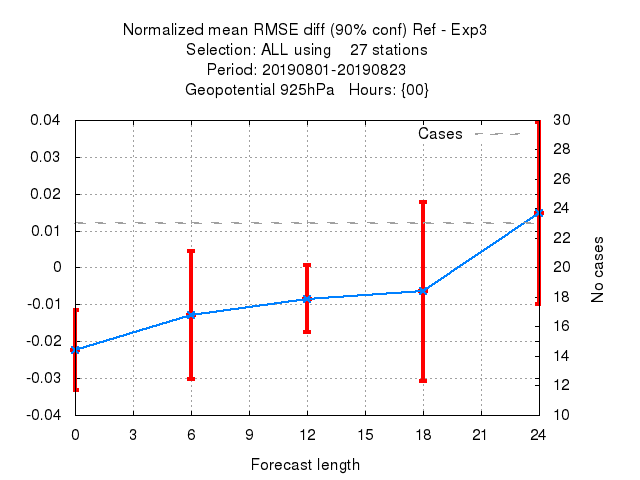 Normalized mean RMSE diff (90% conf) Ref - Exp3
Selection: ALL using    27 stations
Period: 20190801-20190823
Geopotential 925hPa   Hours: {00}
Cases
0.04
0.03
0.02
0.01
0
-0.01
-0.02
-0.03
-0.04
30
28
26
24
22
20
18
16
14
12
10
No cases
0 3 6 9 12 15 18 21 24
Forecast length